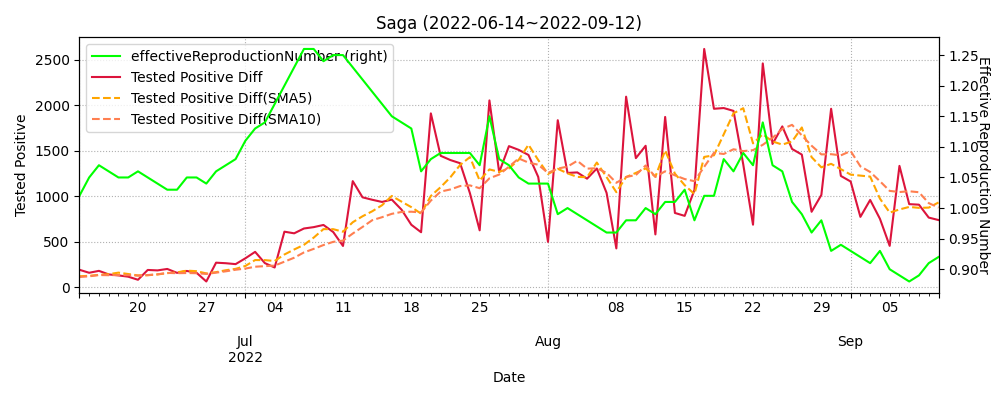 Saga (2022-06-14~2022-09-12)
effectiveReproductionNumber (right)
Tested Positive Diff
Tested Positive Diff(SMA5)
Tested Positive Diff(SMA10)
Tested Positive
2500
2000
1500
1000
500
0
1.25
1.20
1.15
1.10
1.05
1.00
0.95
0.90
Effective Reproduction Number
20 27 04 11 18 25 08 15 22 29 05
Jul Aug Sep
2022
Date